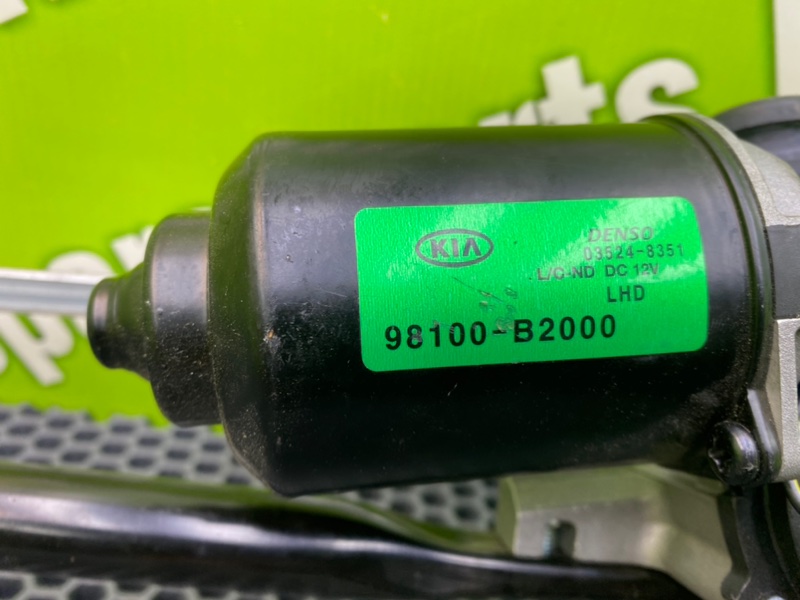 KIA
DENSO
03524-8351
L/O-ND DC 12V
LHD
98100-B2000